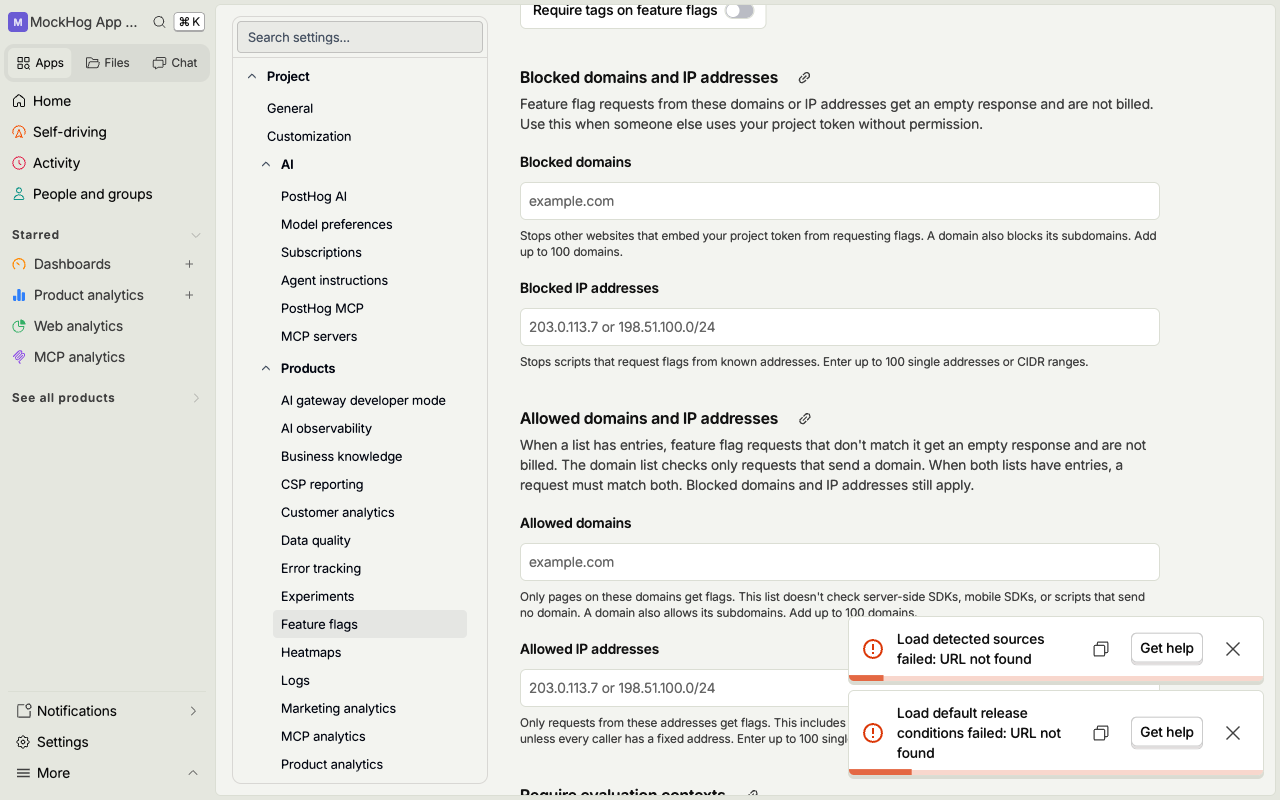 M MockHog App ... ⌘ K
Apps Files Chat
Home
Self-driving
Activity
People and groups
Starred
Dashboards
Product analytics
Web analytics
MCP analytics
See all products
Notifications
Settings
More
Search settings...
Project
General
Customization
AI
PostHog AI
Model preferences
Subscriptions
Agent instructions
PostHog MCP
MCP servers
Products
AI gateway developer mode
AI observability
Business knowledge
CSP reporting
Customer analytics
Data quality
Error tracking
Experiments
Feature flags
Heatmaps
Logs
Marketing analytics
MCP analytics
Product analytics
Require tags on feature flags
Blocked domains and IP addresses
Feature flag requests from these domains or IP addresses get an empty response and are not billed.
Use this when someone else uses your project token without permission.
Blocked domains
example.com
Stops other websites that embed your project token from requesting flags. A domain also blocks its subdomains. Add
up to 100 domains.
Blocked IP addresses
203.0.113.7 or 198.51.100.0/24
Stops scripts that request flags from known addresses. Enter up to 100 single addresses or CIDR ranges.
Allowed domains and IP addresses
When a list has entries, feature flag requests that don't match it get an empty response and are not
billed. The domain list checks only requests that send a domain. When both lists have entries, a
request must match both. Blocked domains and IP addresses still apply.
Allowed domains
example.com
Only pages on these domains get flags. This list doesn't check server-side SDKs, mobile SDKs, or scripts that send
no domain. A domain also allows its subdomains. Add up to 100 domains.
Allowed IP addresses
203.0.113.7 or 198.51.100.0/24
Only requests from these addresses get flags. This includes
unless every caller has a fixed address. Enter up to 100 singl
Require evaluation contexts
Load detected sources
failed: URL not found
Get help
Load default release
conditions failed: URL not
found
Get help